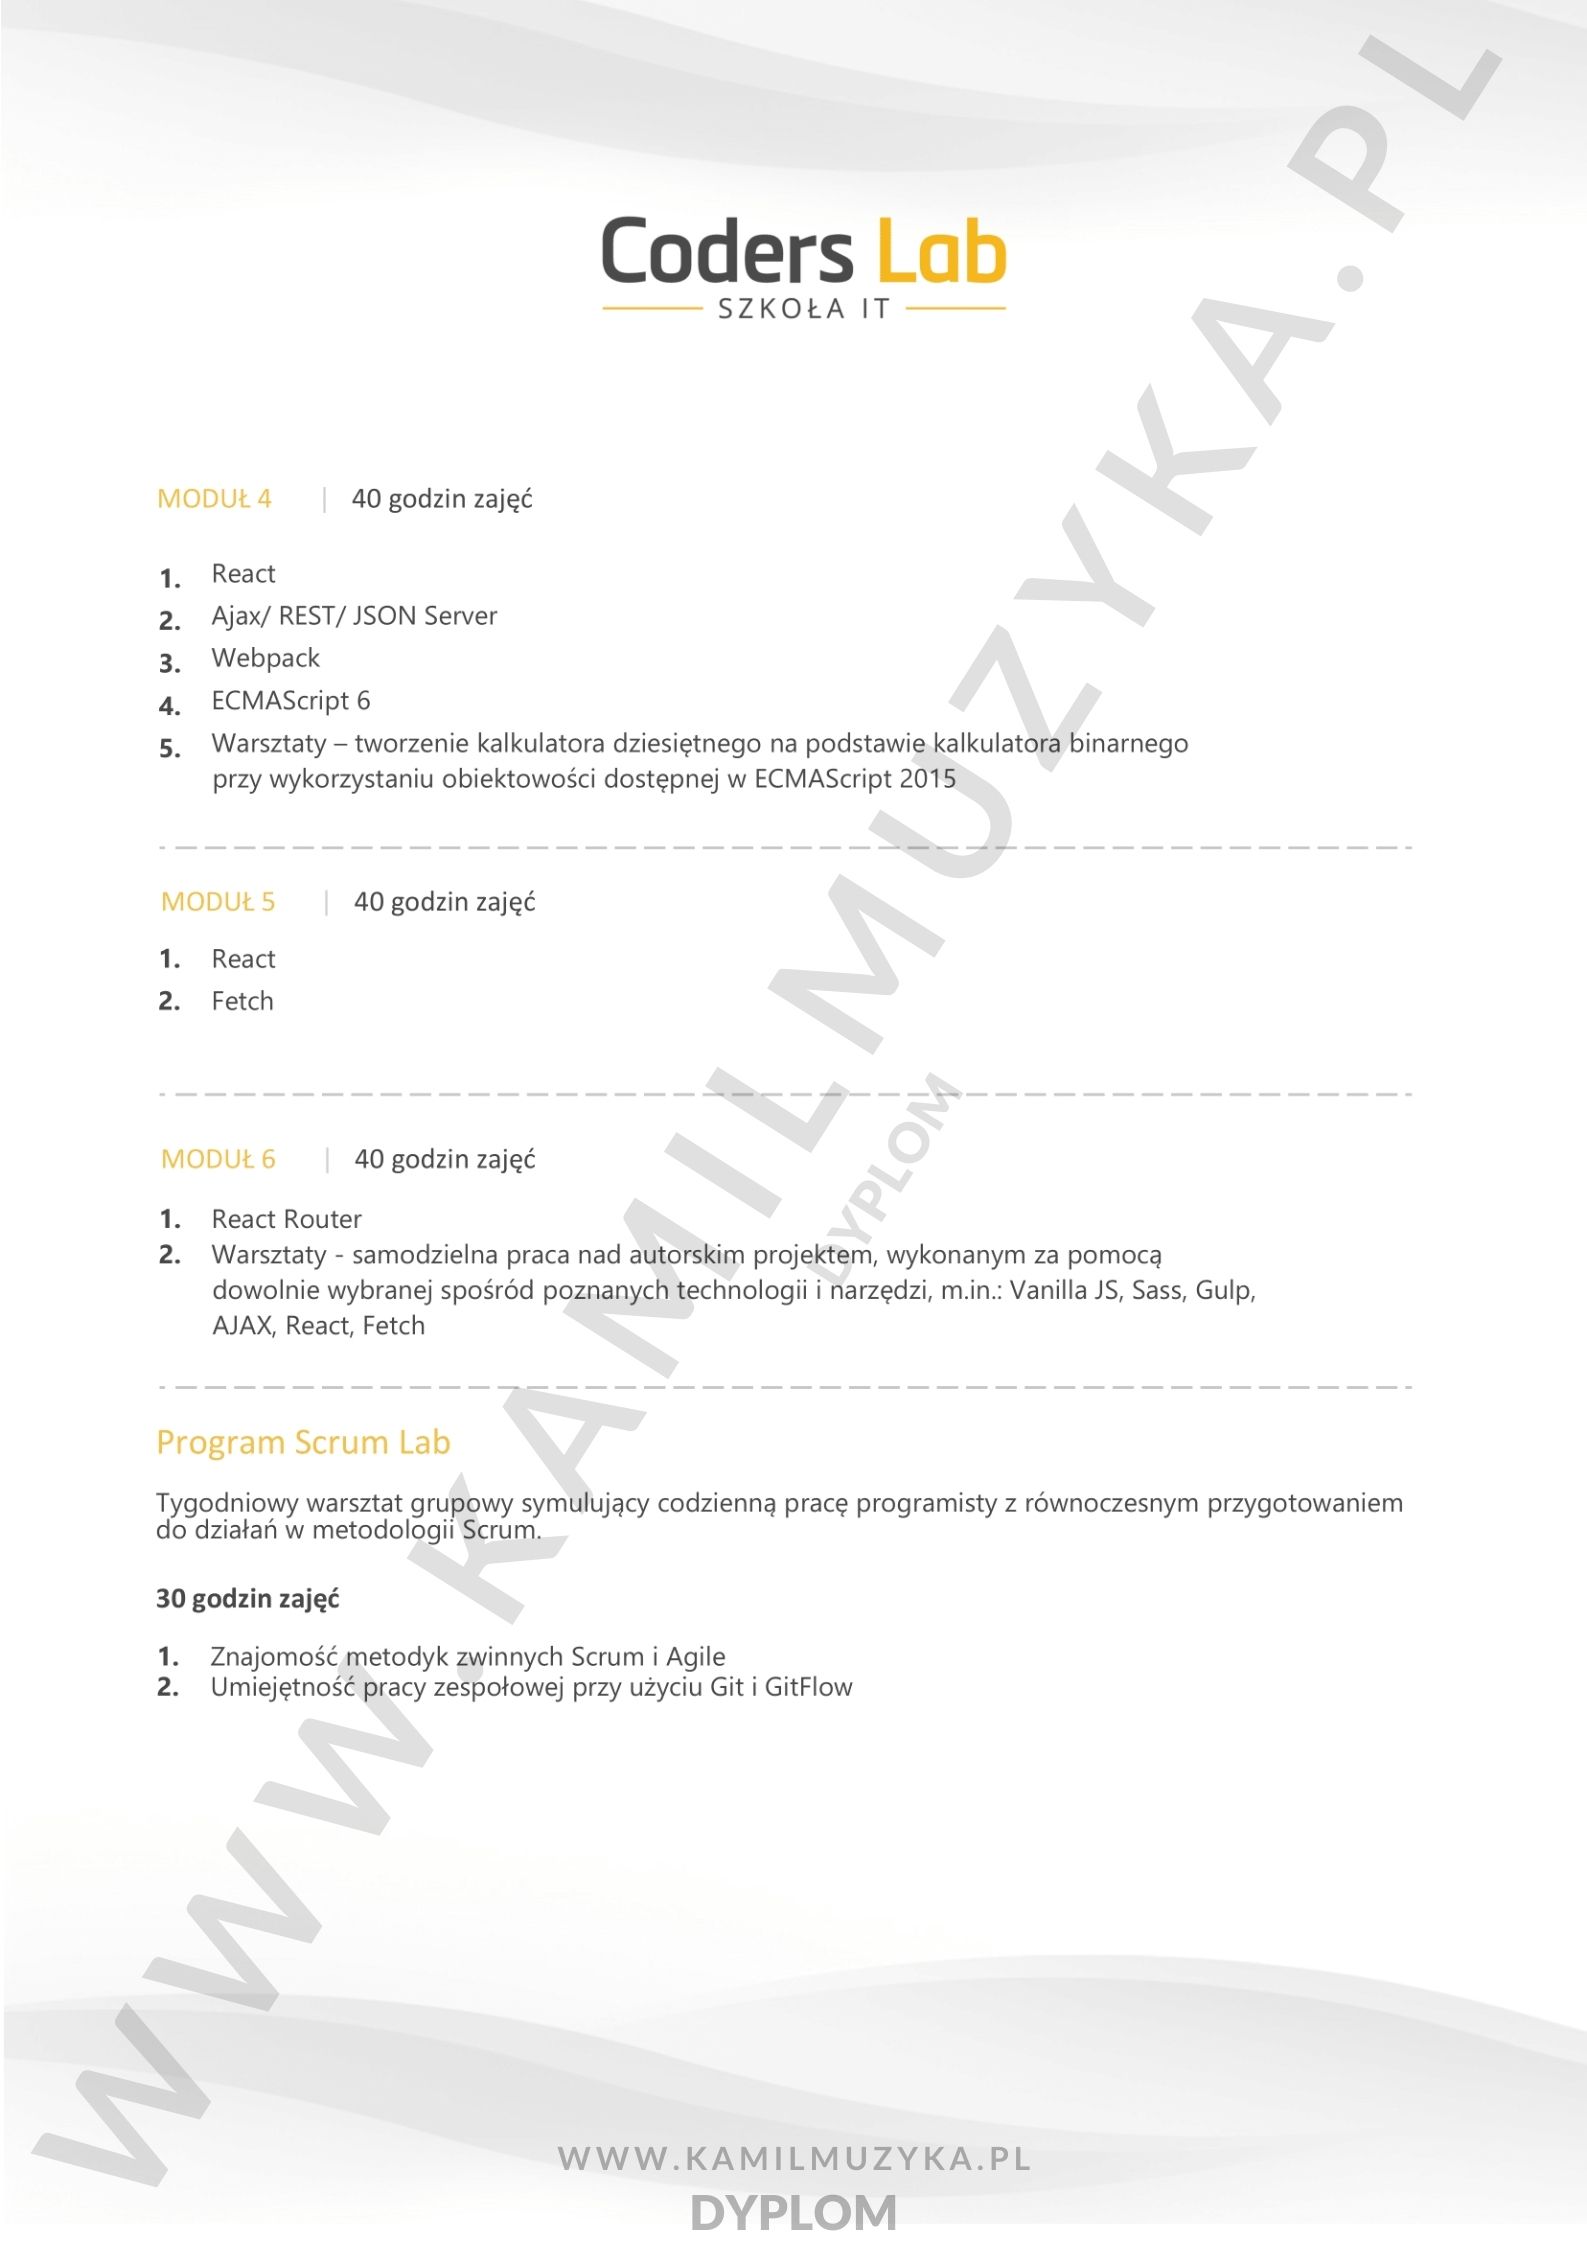 Coders Lab
SZKOŁA IT
MODUŁ 4 | 40 godzin zajęć
1. React
2. Ajax/ REST/ JSON Server
3. Webpack
4. ECMAScript 6
5. Warsztaty – tworzenie kalkulatora dziesiętnego na podstawie kalkulatora binarnego
przy wykorzystaniu obiektowości dostępnej w ECMAScript 2015
MODUŁ 5 | 40 godzin zajęć
1. React
2. Fetch
MODUŁ 6 | 40 godzin zajęć
1. React Router
2. Warsztaty - samodzielna praca nad autorskim projektem, wykonanym za pomocą
dowolnie wybranej spośród poznanych technologii i narzędzi, m.in.: Vanilla JS, Sass, Gulp,
AJAX, React, Fetch
Program Scrum Lab
Tygodniowy warsztat grupowy symulujący codzienną pracę programisty z równoczesnym przygotowaniem
do działań w metodologii Scrum.
30 godzin zajęć
1. Znajomość metodyk zwinnych Scrum i Agile
2. Umiejętność pracy zespołowej przy użyciu Git i GitFlow
WWW.KAMILMUZYKA.PL
DYPLOM
WWW.KAMILMUZYKA.PL
DYPLOM